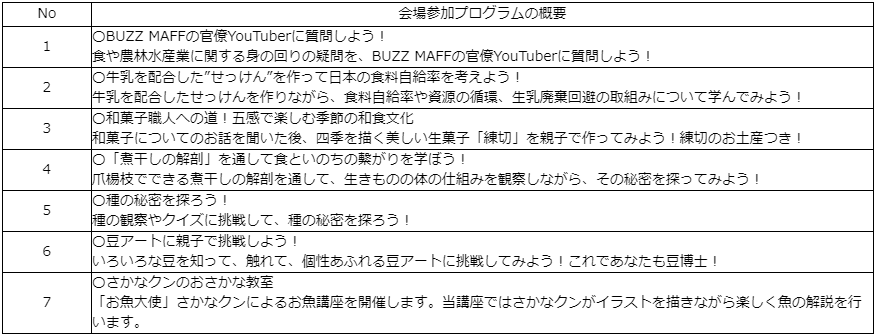 No 会場参加プログラムの概要
1
〇BUZZ MAFFの官僚YouTuberに質問しよう！
食や農林水産業に関する身の回りの疑問を、BUZZ MAFFの官僚YouTuberに質問しよう！
2
〇牛乳を配合した”せっけん”を作って日本の食料自給率を考えよう！
牛乳を配合したせっけんを作りながら、食料自給率や資源の循環、生乳廃棄回避の取組みについて学んでみよう！
3
〇和菓子職人への道！五感で楽しむ季節の和食文化
和菓子についてのお話を聞いた後、四季を描く美しい生菓子「練切」を親子で作ってみよう！練切のお土産つき！
4
〇「煮干しの解剖」を通して食といのちの繋がりを学ぼう！
爪楊枝でできる煮干しの解剖を通して、生きものの体の仕組みを観察しながら、その秘密を探ってみよう！
5
〇種の秘密を探ろう！
種の観察やクイズに挑戦して、種の秘密を探ろう！
6
〇豆アートに親子で挑戦しよう！
いろいろな豆を知って、触れて、個性あふれる豆アートに挑戦してみよう！これであなたも豆博士！
7
〇さかなクンのおさかな教室
「お魚大使」さかなクンによるお魚講座を開催します。当講座ではさかなクンがイラストを描きながら楽しく魚の解説を行
います。